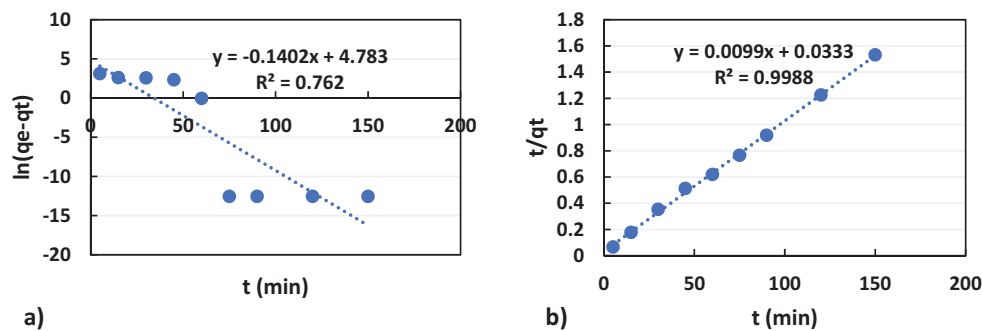 10
5
0
-5
-10
-15
-20
0
50
100
150
200
y = -0.1402x + 4.783
R² = 0.762
ln(qe-qt)
t (min)
a)
1.8
1.6
1.4
1.2
1
0.8
0.6
0.4
0.2
0
0
50
100
150
200
y = 0.0099x + 0.0333
R² = 0.9988
t/qt
t (min)
b)